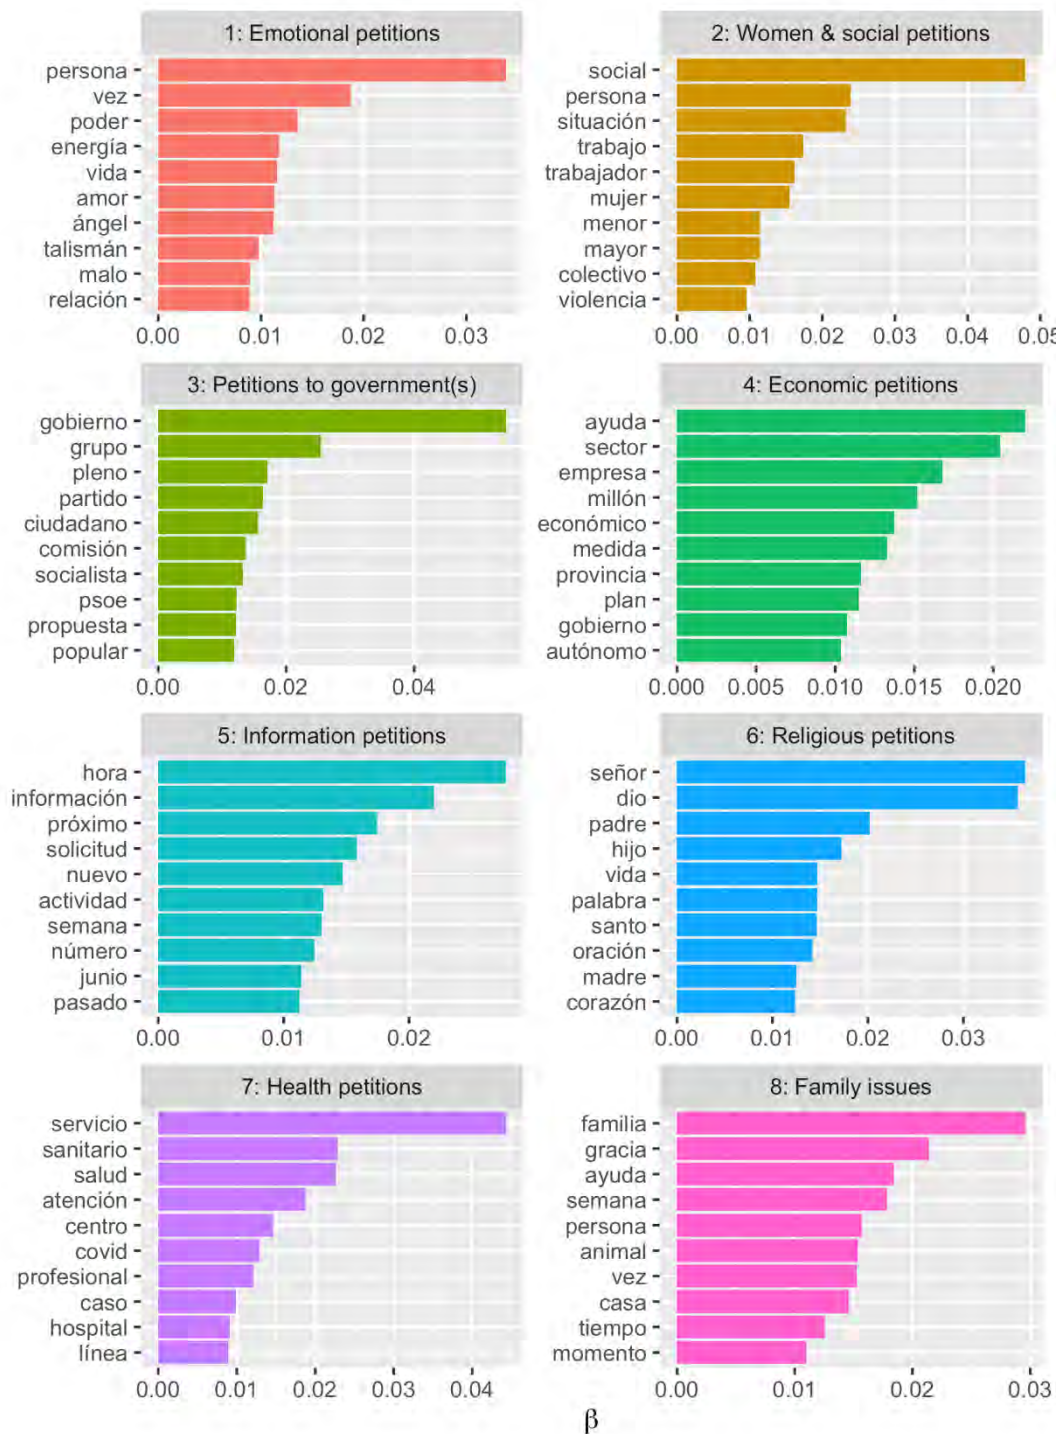 1: Emotional petitions
persona
vez
poder
energía
vida
amor
ángel
talismán
malo
relación
0.00 0.01 0.02 0.03
2: Women & social petitions
social
persona
situación
trabajo
trabajador
mujer
menor
mayor
colectivo
violencia
0.00 0.01 0.02 0.03 0.04 0.05
3: Petitions to government(s)
gobierno
grupo
pleno
partido
ciudadano
comisión
socialista
psoe
propuesta
popular
0.00 0.02 0.04
4: Economic petitions
ayuda
sector
empresa
millón
económico
medida
provincia
plan
gobierno
autónomo
0.000 0.005 0.010 0.015 0.020
5: Information petitions
hora
información
próximo
solicitud
nuevo
actividad
semana
número
junio
pasado
0.00 0.01 0.02
6: Religious petitions
señor
dio
padre
hijo
vida
palabra
santo
oración
madre
corazón
0.00 0.01 0.02 0.03
7: Health petitions
servicio
sanitario
salud
atención
centro
covid
profesional
caso
hospital
línea
0.00 0.01 0.02 0.03 0.04
8: Family issues
familia
gracia
ayuda
semana
persona
animal
vez
casa
tiempo
momento
0.00 0.01 0.02 0.03
β